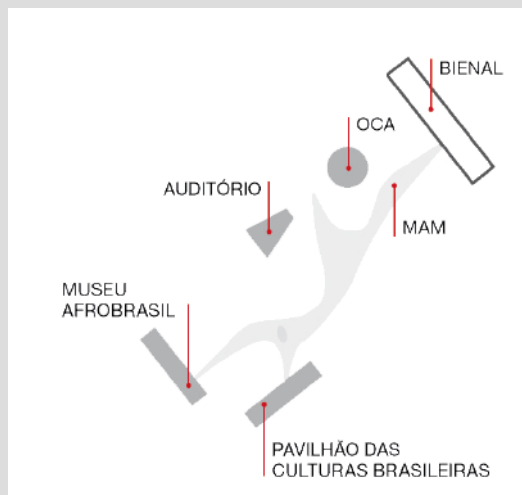 BIENAL
OCA
AUDITÓRIO
MAM
MUSEU
AFROBRASIL
PAVILHÃO DAS
CULTURAS BRASILEIRAS